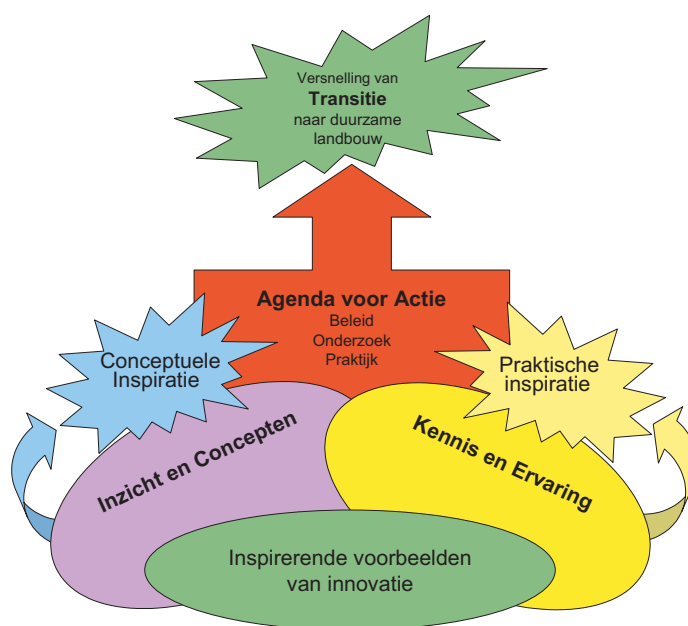 Versnelling van
Transitie
naar duurzame
landbouw
Agenda voor Actie
Beleid
Onderzoek
Praktijk
Conceptuele
Inspiratie
Praktische
inspiratie
Inzicht en Concepten
Kennis en Ervaring
Inspirerende voorbeelden
van innovatie